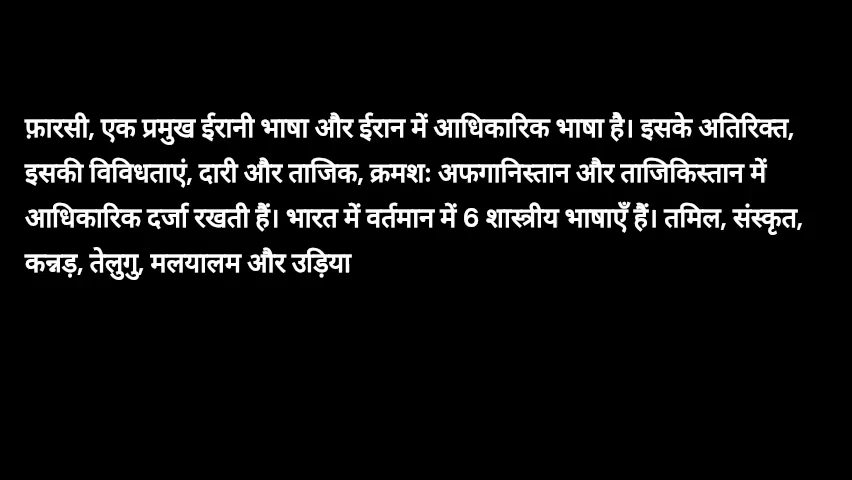 फ़ारसी, एक प्रमुख ईरानी भाषा और ईरान में आधिकारिक भाषा है। इसके अतिरिक्त,
इसकी विविधताएं, दारी और ताजिक, क्रमशः अफगानिस्तान और ताजिकिस्तान में
आधिकारिक दर्जा रखती हैं। भारत में वर्तमान में 6 शास्त्रीय भाषाएँ हैं। तमिल, संस्कृत,
कन्नड़, तेलुगु, मलयालम और उड़िया